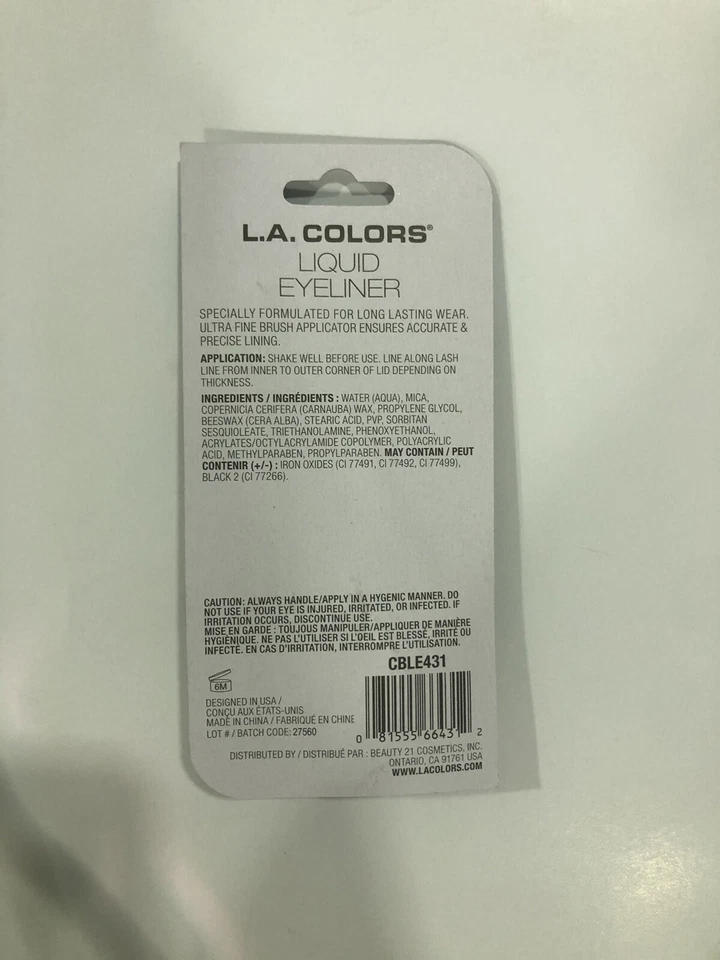 L.A. COLORS®
LIQUID
EYELINER
SPECIALLY FORMULATED FOR LONG LASTING WEAR.
ULTRA FINE BRUSH APPLICATOR ENSURES ACCURATE &
PRECISE LINING.
APPLICATION: SHAKE WELL BEFORE USE. LINE ALONG LASH
LINE FROM INNER TO OUTER CORNER OF LID DEPENDING ON
THICKNESS.
INGREDIENTS / INGRÉDIENTS : WATER (AQUA), MICA,
COPERNICIA CERIFERA (CARNAUBA) WAX, PROPYLENE GLYCOL,
BEESWAX (CERA ALBA), STEARIC ACID, PVP, SORBITAN
SESQUIOLEATE, TRIETHANOLAMINE, PHENOXYETHANOL,
ACRYLATES/OCTYLACRYLAMIDE COPOLYMER, POLYACRYLIC
ACID, METHYLPARABEN, PROPYLPARABEN. MAY CONTAIN / PEUT
CONTENIR (+/-) : IRON OXIDES (CI 77491, CI 77492, CI 77499),
BLACK 2 (CI 77266).
CAUTION: ALWAYS HANDLE/APPLY IN A HYGENIC MANNER. DO
NOT USE IF YOUR EYE IS INJURED, IRRITATED, OR INFECTED. IF
IRRITATION OCCURS, DISCONTINUE USE.
MISE EN GARDE : TOUJOUS MANIPULER/APPLIQUER DE MANIÈRE
HYGIÉNIQUE. NE PAS L'UTILISER SI L'OEIL EST BLESSÉ, IRRITÉ OU
INFECTÉ. EN CAS D'IRRITATION, INTERROMPRE L'UTILISATION.
CBLE431
6M
DESIGNED IN USA /
CONÇU AUX ÉTATS-UNIS
MADE IN CHINA / FABRIQUÉ EN CHINE
LOT # / BATCH CODE: 27560
0 81555 66431 2
DISTRIBUTED BY / DISTRIBUÉ PAR : BEAUTY 21 COSMETICS, INC.
ONTARIO, CA 91761 USA
WWW.LACOLORS.COM